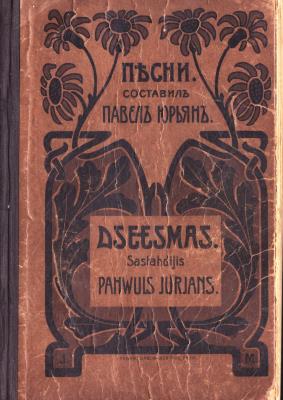 ПѢСНИ.
СОСТАВИЛЪ
ПАВЕЛЪ ЮРЬЯНЪ.
DSEESMAS.
Sastahdijis
PAHWULS JURJANS.
J M